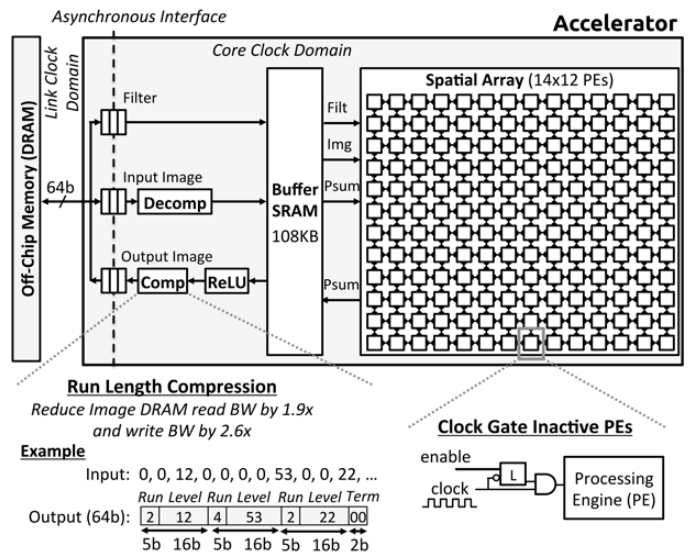 Asynchronous Interface
Accelerator
Link Clock
Domain
Core Clock Domain
Off-Chip Memory (DRAM)
64b
Filter
Input Image
Decomp
Output Image
Comp
ReLU
Buffer
SRAM
108KB
Filt
Img
Psum
Psum
Spatial Array (14x12 PEs)
Run Length Compression
Reduce Image DRAM read BW by 1.9x
and write BW by 2.6x
Example
Input: 0, 0, 12, 0, 0, 0, 0, 53, 0, 0, 22, ...
Run Level Run Level Run Level Term
Output (64b): 2 12 4 53 2 22 00
5b 16b 5b 16b 5b 16b 2b
Clock Gate Inactive PEs
enable
L
clock
Processing
Engine (PE)